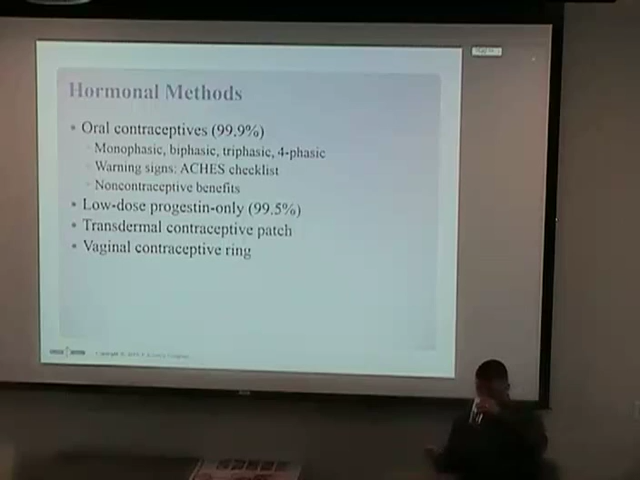 Hormonal Methods
• Oral contraceptives (99.9%)
Monophasic, biphasic, triphasic, 4-phasic
Warning signs: ACHES checklist
Noncontraceptive benefits
• Low-dose progestin-only (99.5%)
• Transdermal contraceptive patch
• Vaginal contraceptive ring